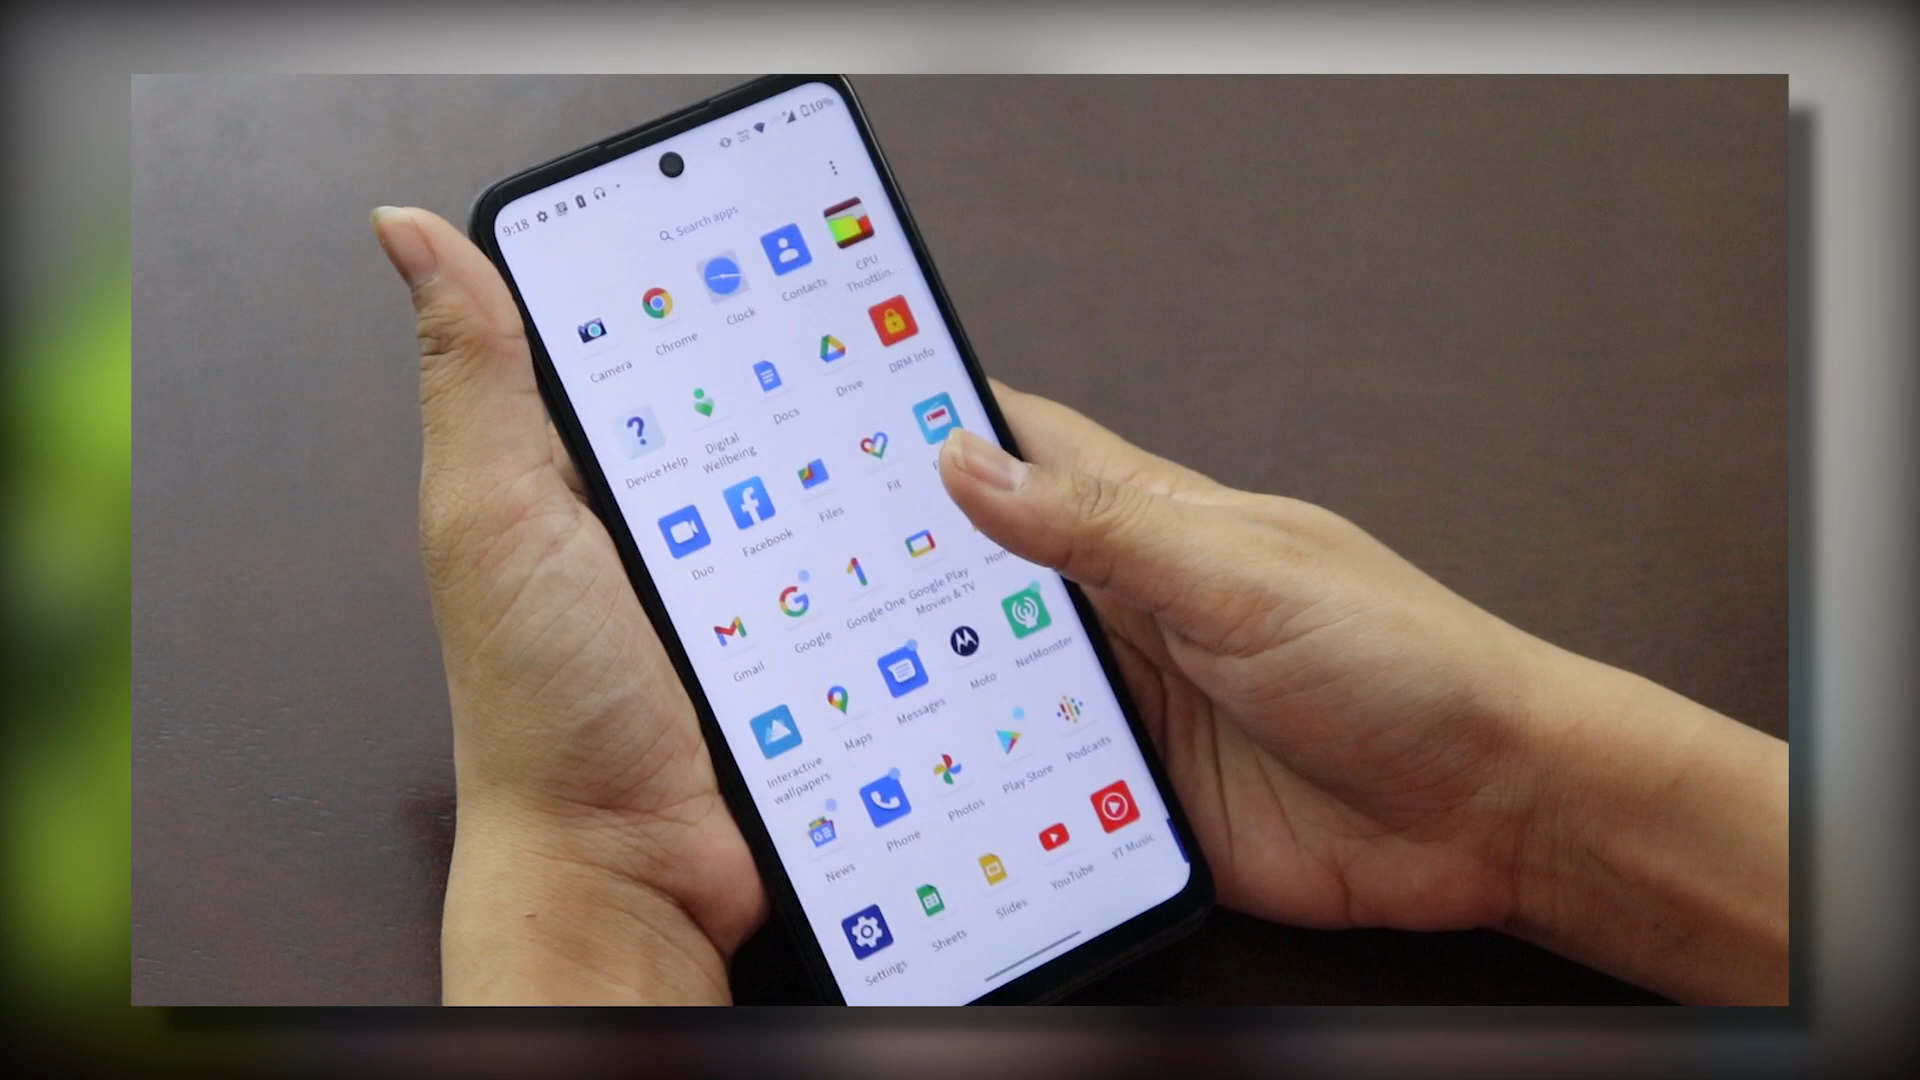 9:18
10%
Search apps
Camera
Chrome
Clock
Contacts
CPU
Throttlin...
Device Help
Digital
Wellbeing
Docs
Drive
DRM Info
Duo
Facebook
Files
Fit
Gmail
Google
Google One
Google Play
Movies & TV
Interactive
wallpapers
Maps
Messages
Moto
NetMonster
News
Phone
Photos
Play Store
Podcasts
Settings
Sheets
Slides
YouTube
YT Music